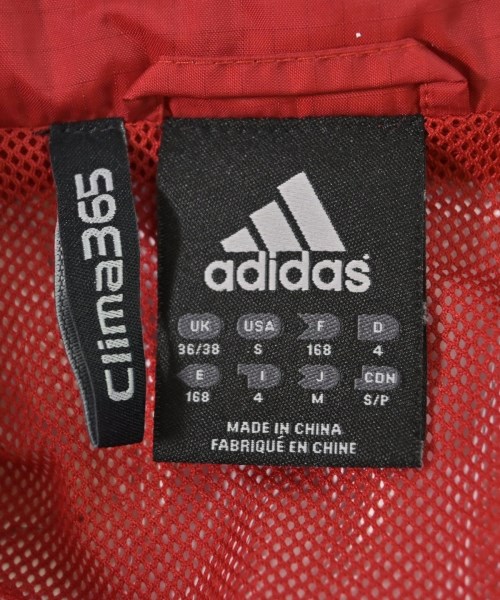 clima365
adidas
UK USA F D
36/38 S 168 4
E I J CDN
168 4 M S/P
MADE IN CHINA
FABRIQUÉ EN CHINE